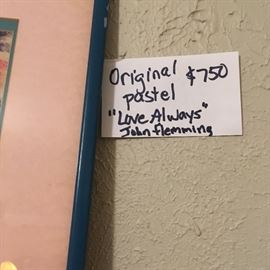 Original $750
pastel
"Love Always"
John Flemming